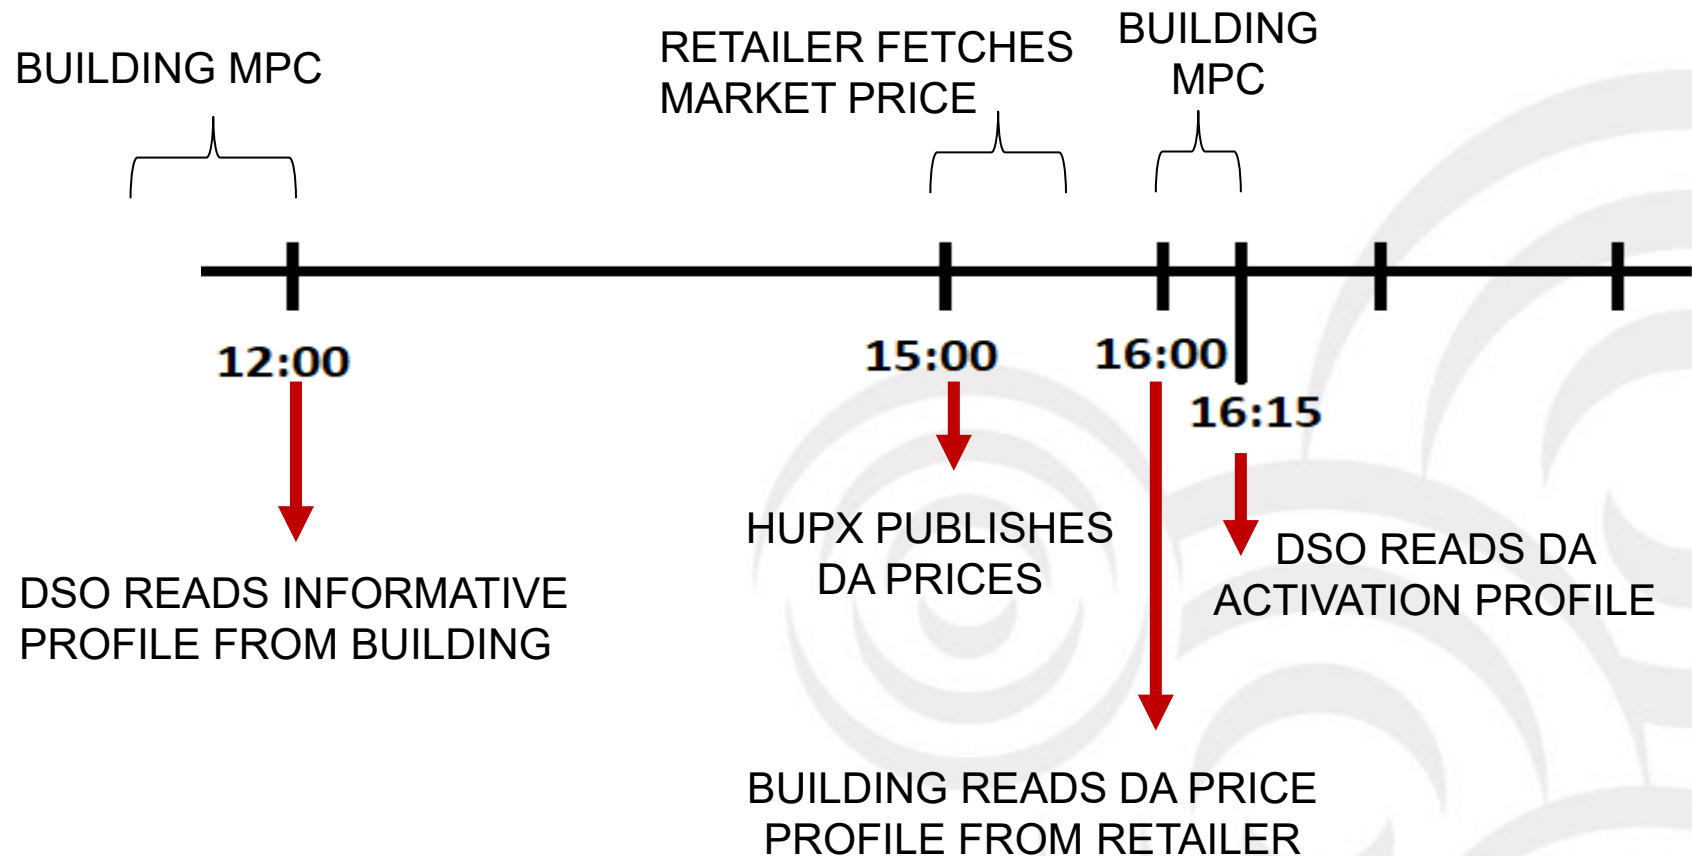 BUILDING MPC
RETAILER FETCHES
MARKET PRICE
BUILDING
MPC
12:00
15:00
16:00
16:15
DSO READS INFORMATIVE
PROFILE FROM BUILDING
HUPX PUBLISHES
DA PRICES
DSO READS DA
ACTIVATION PROFILE
BUILDING READS DA PRICE
PROFILE FROM RETAILER